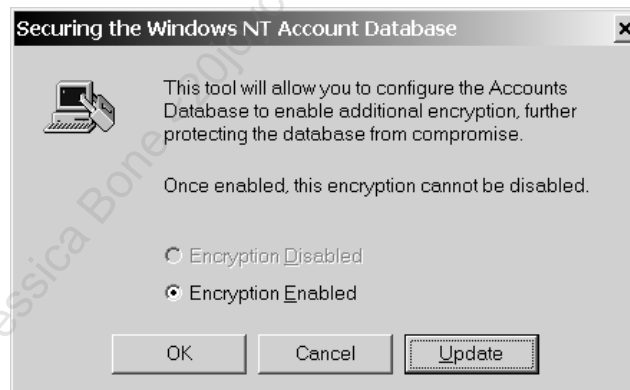 Securing the Windows NT Account Database
This tool will allow you to configure the Accounts
Database to enable additional encryption, further
protecting the database from compromise.
Once enabled, this encryption cannot be disabled.
Encryption Disabled
Encryption Enabled
OK
Cancel
Update